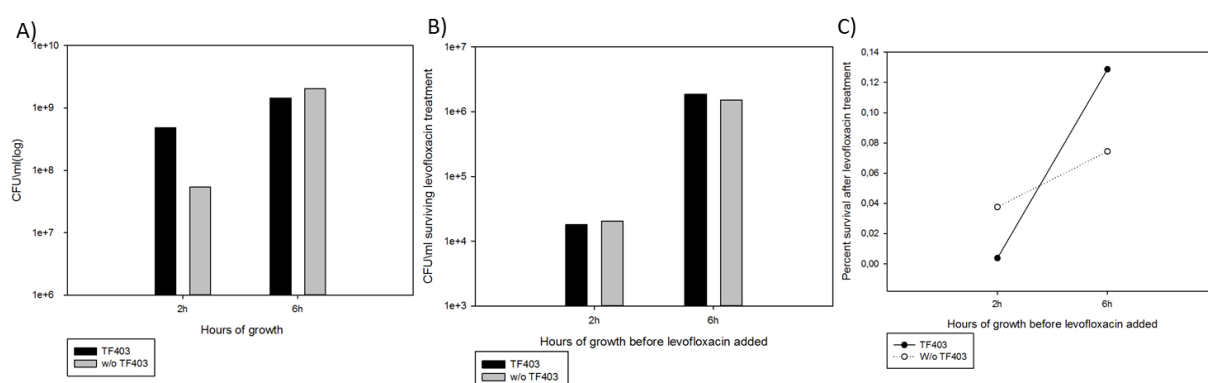 A)
1e+10
1e+9
1e+8
1e+7
1e+6
CFU\ml(log)
2h
6h
Hours of growth
TF403
w/o TF403
B)
1e+7
1e+6
1e+5
1e+4
1e+3
CFU\ml surviving levofloxacin treatment
2h
6h
Hours of growth before levofloxacin added
TF403
w/o TF403
C)
0,14
0,12
0,10
0,08
0,06
0,04
0,02
0,00
Percent survival after levofloxacin treatment
2h
6h
Hours of growth before levofloxacin added
TF403
W/o TF403